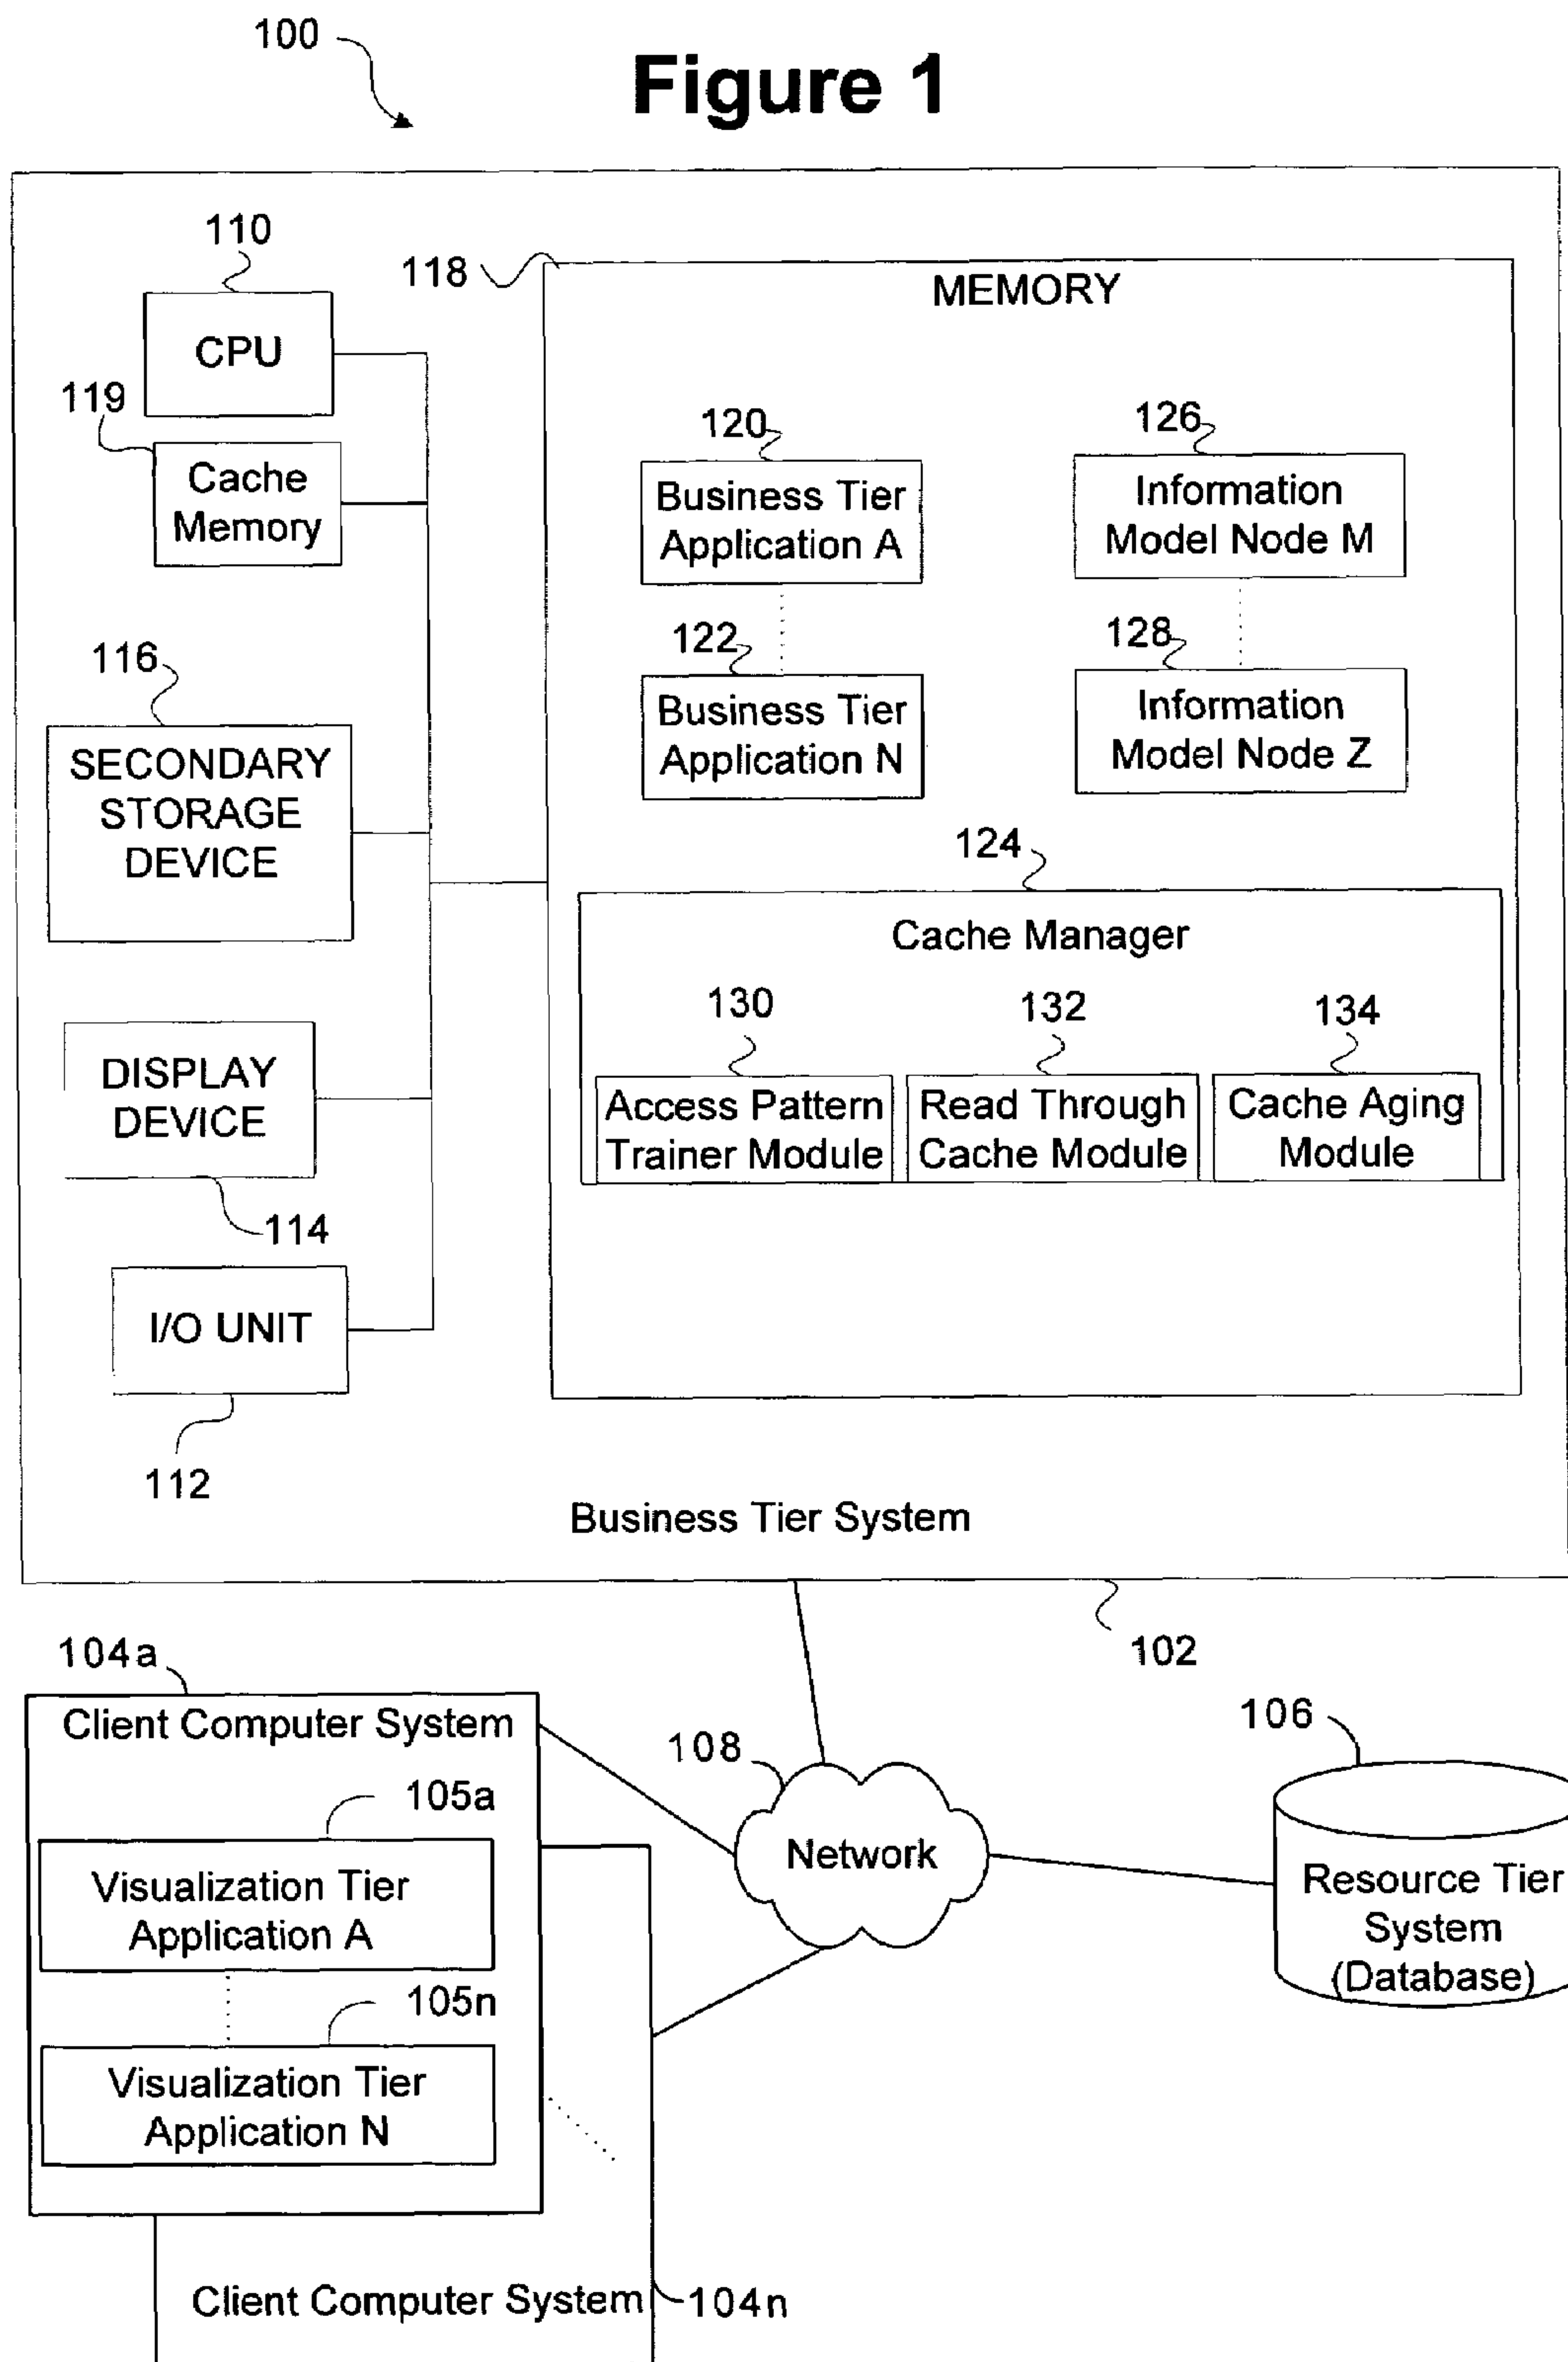 100
Figure 1
110
118
MEMORY
CPU
119
Cache
Memory
120
Business Tier
Application A
126
Information
Model Node M
116
122
Business Tier
Application N
128
Information
Model Node Z
SECONDARY
STORAGE
DEVICE
124
Cache Manager
130
132
134
Access Pattern
Trainer Module
Read Through
Cache Module
Cache Aging
Module
DISPLAY
DEVICE
114
I/O UNIT
112
Business Tier System
102
104a
Client Computer System
105a
Visualization Tier
Application A
105n
Visualization Tier
Application N
108
Network
106
Resource Tier
System
(Database)
Client Computer System
104n